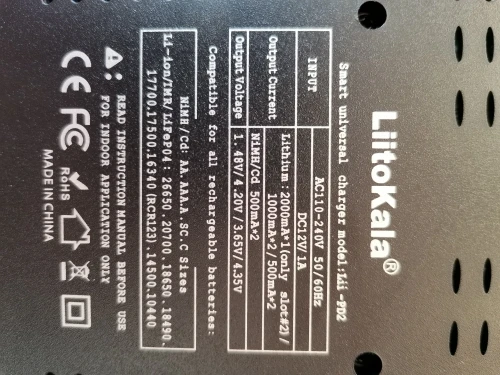 LiitoKala®
Smart universal charger model:Lii-PD2
INPUT
AC110-240V 50/60Hz
DC12V/1A
Output Current
Lithium:2000mA*1(only slot#2)/
1000mA*2/500mA*2
NiMH/Cd 500mA*2
Output Voltage
1.48V/4.20V/3.65V/4.35V
Compatible for all rechargeable batteries:
NiMH/Cd: AA.AAA.A.SC.C Sizes
Li-ion/IMR/LiFePO4: 26650.20700.18650.18490.
17700.17500.16340(RCR123).14500.10440
READ INSTRUCTION MANUAL BEFORE USE
FOR INDOOR APPLICATION ONLY
CE FC RoHS
MADE IN CHINA